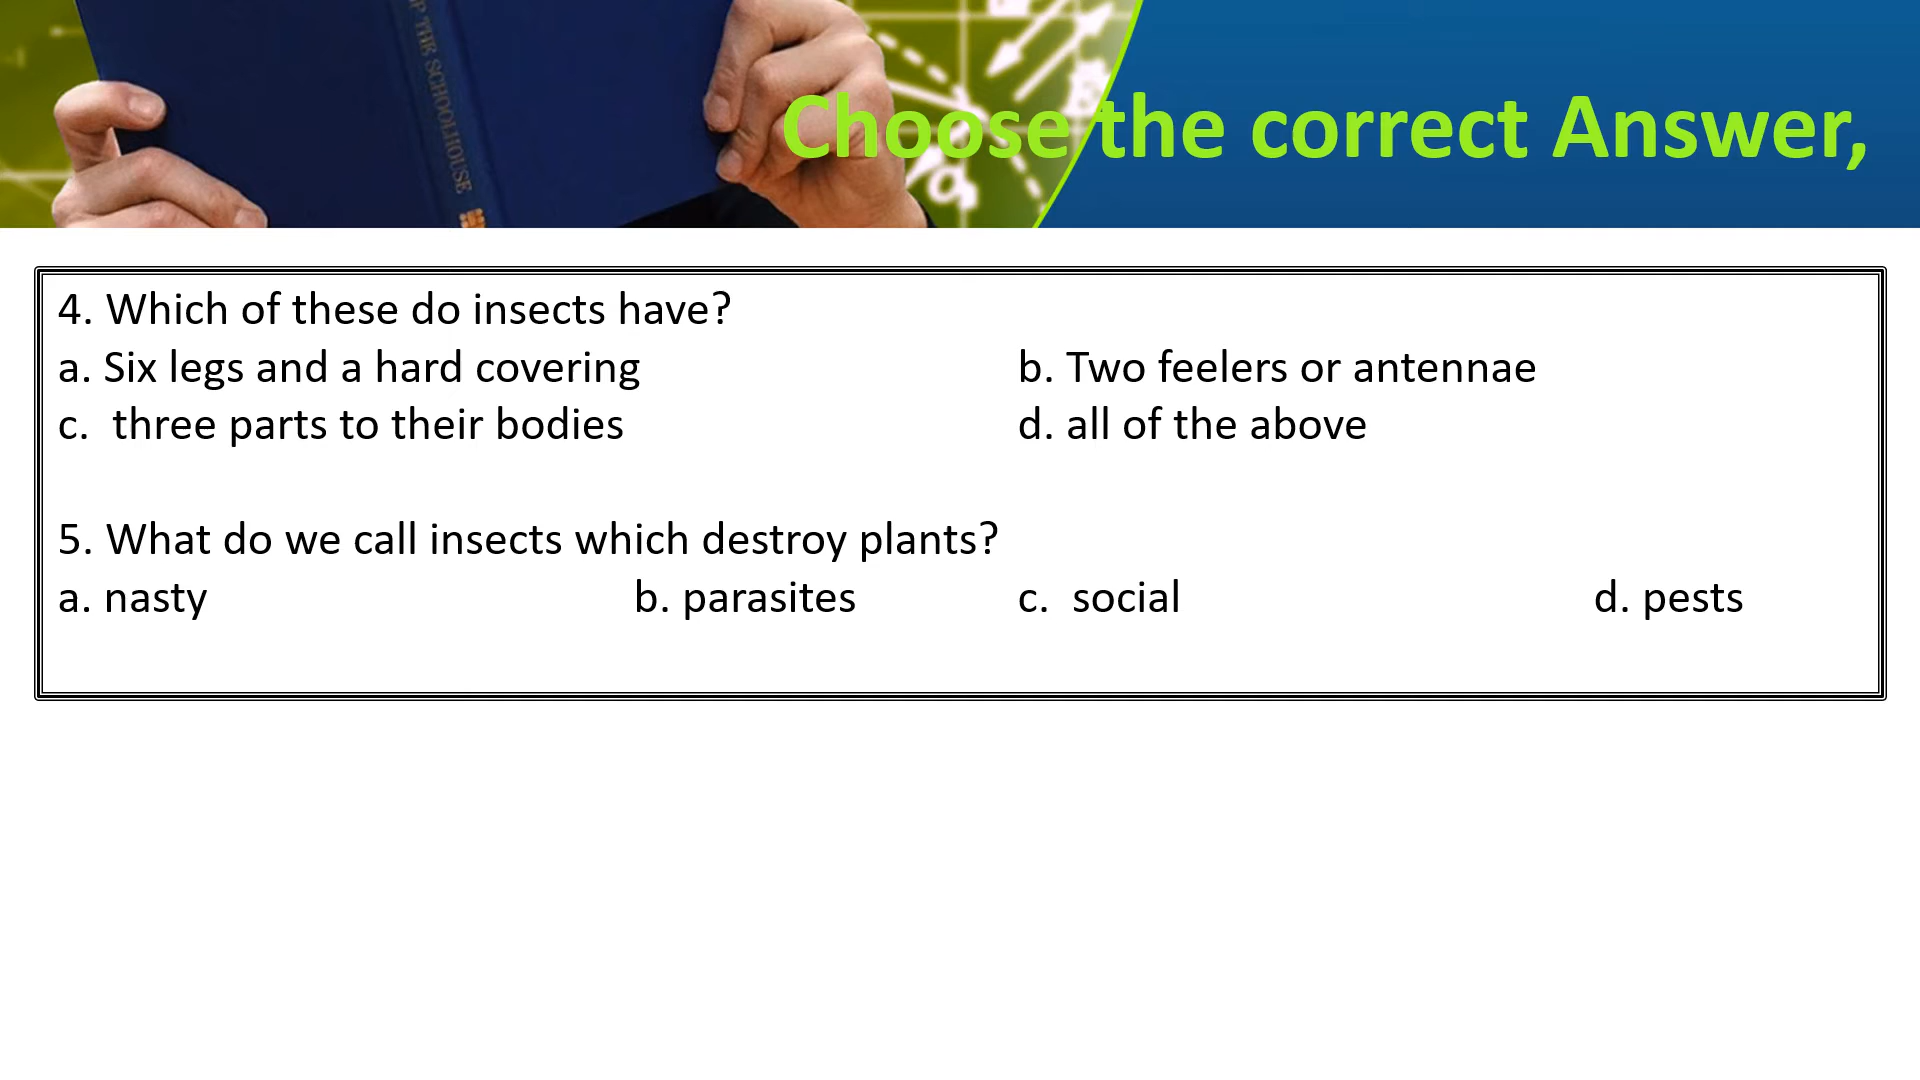 THE SCHOOLHOUSE
Choose the correct Answer,
4. Which of these do insects have?
a. Six legs and a hard covering b. Two feelers or antennae
c. three parts to their bodies d. all of the above
5. What do we call insects which destroy plants?
a. nasty b. parasites c. social d. pests